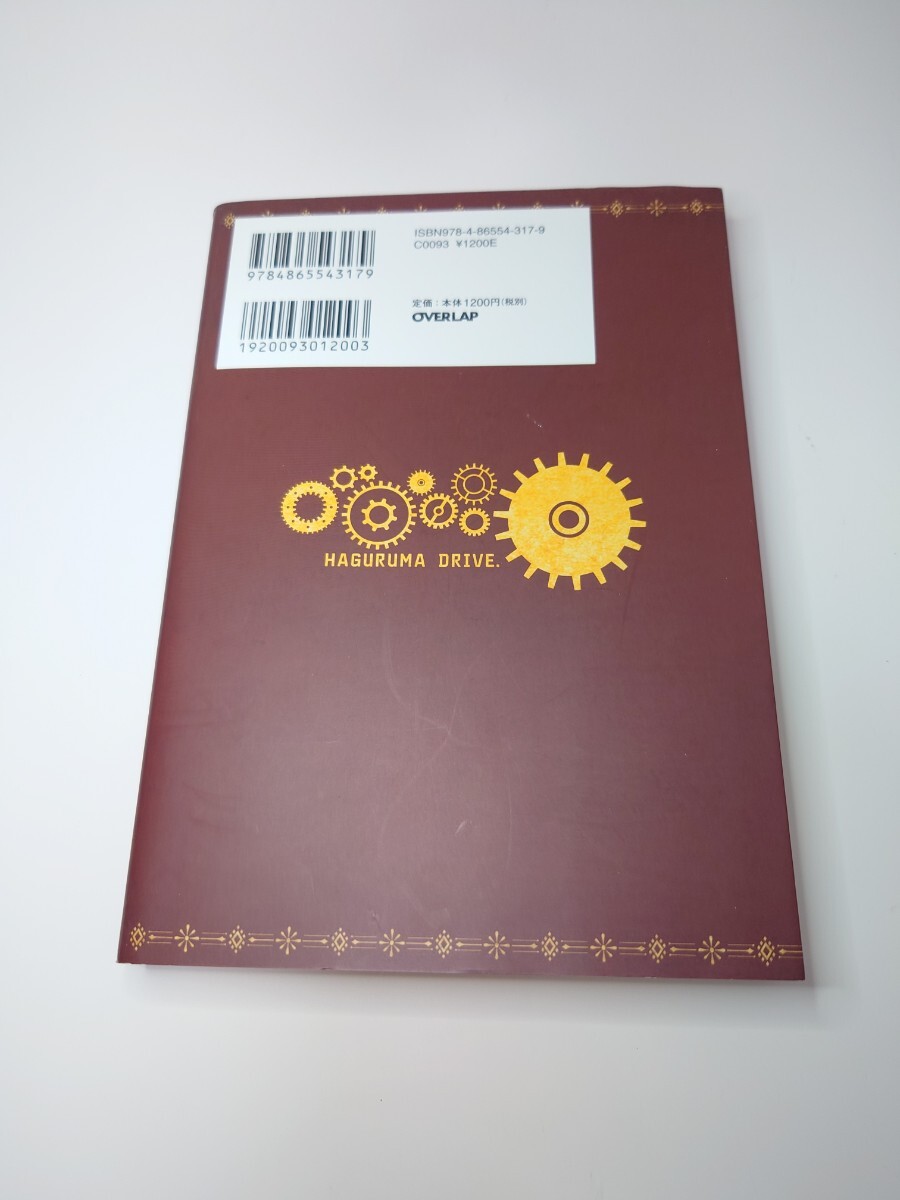 ISBN978-4-86554-317-9
C0093 ¥1200E
9784865543179
定価：本体1200円(税別)
OVERLAP
1920093012003
HAGURUMA DRIVE.